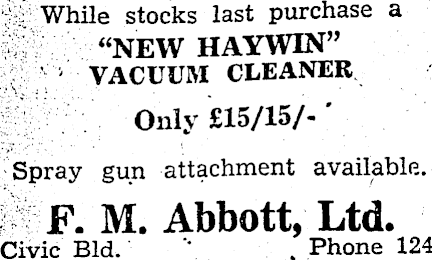 While stocks last purchase a
"NEW HAYWIN"
VACUUM CLEANER
Only £15/15/-
Spray gun attachment available.
F. M. Abbott, Ltd.
Civic Bld. Phone 124